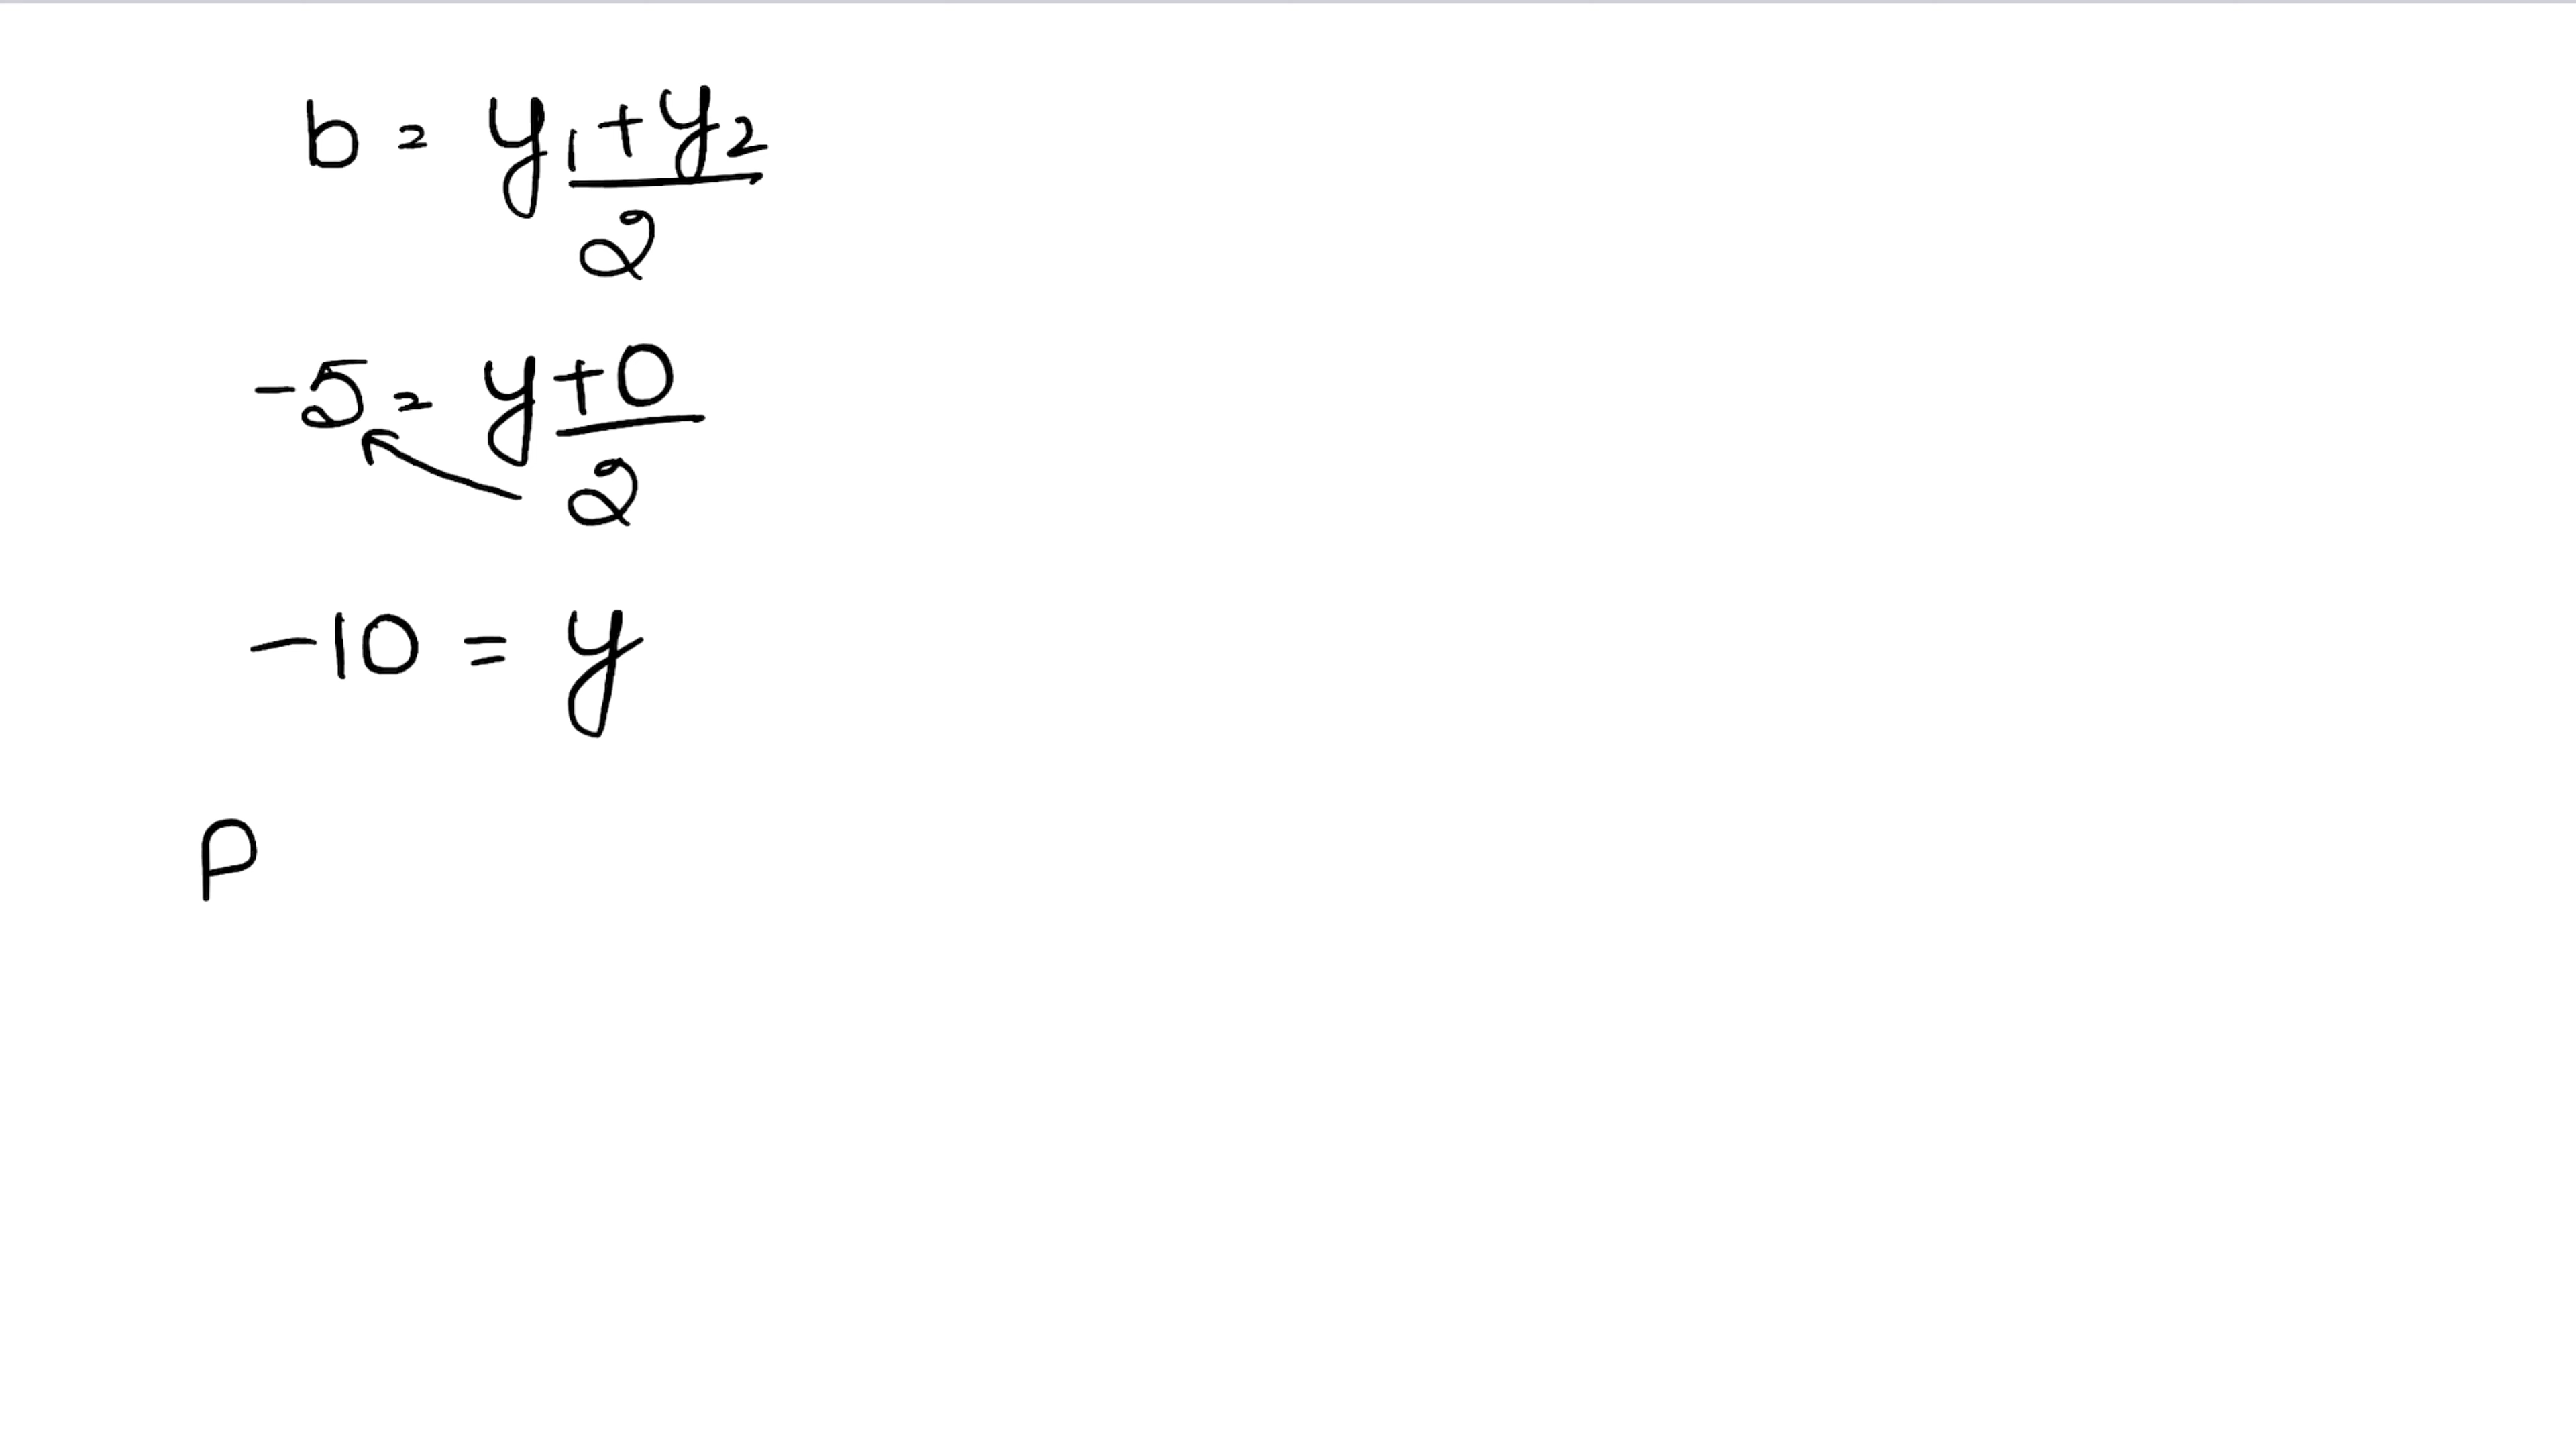 b = y₁+y₂/2
-5 = y+0/2
-10 = y
P